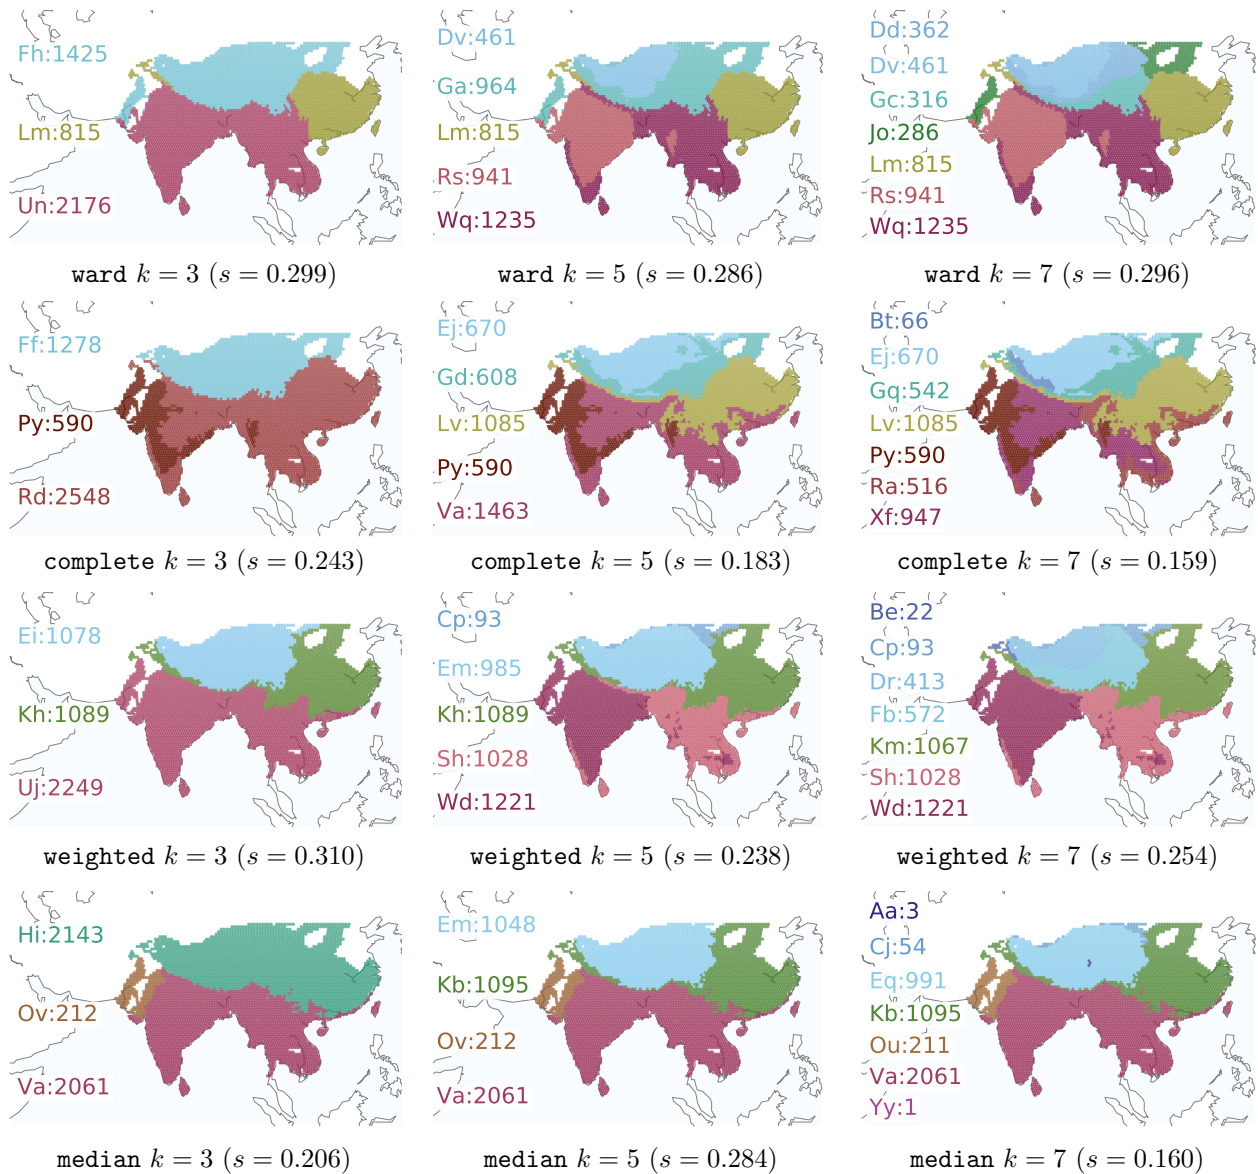 Fh:1425
Lm:815
Un:2176
ward k = 3 (s = 0.299)
Dv:461
Ga:964
Lm:815
Rs:941
Wq:1235
ward k = 5 (s = 0.286)
Dd:362
Dv:461
Gc:316
Jo:286
Lm:815
Rs:941
Wq:1235
ward k = 7 (s = 0.296)
Ff:1278
Py:590
Rd:2548
complete k = 3 (s = 0.243)
Ej:670
Gd:608
Lv:1085
Py:590
Va:1463
complete k = 5 (s = 0.183)
Bt:66
Ej:670
Gq:542
Lv:1085
Py:590
Ra:516
Xf:947
complete k = 7 (s = 0.159)
Ei:1078
Kh:1089
Uj:2249
weighted k = 3 (s = 0.310)
Cp:93
Em:985
Kh:1089
Sh:1028
Wd:1221
weighted k = 5 (s = 0.238)
Be:22
Cp:93
Dr:413
Fb:572
Km:1067
Sh:1028
Wd:1221
weighted k = 7 (s = 0.254)
Hi:2143
Ov:212
Va:2061
median k = 3 (s = 0.206)
Em:1048
Kb:1095
Ov:212
Va:2061
median k = 5 (s = 0.284)
Aa:3
Cj:54
Eq:991
Kb:1095
Ou:211
Va:2061
Yy:1
median k = 7 (s = 0.160)